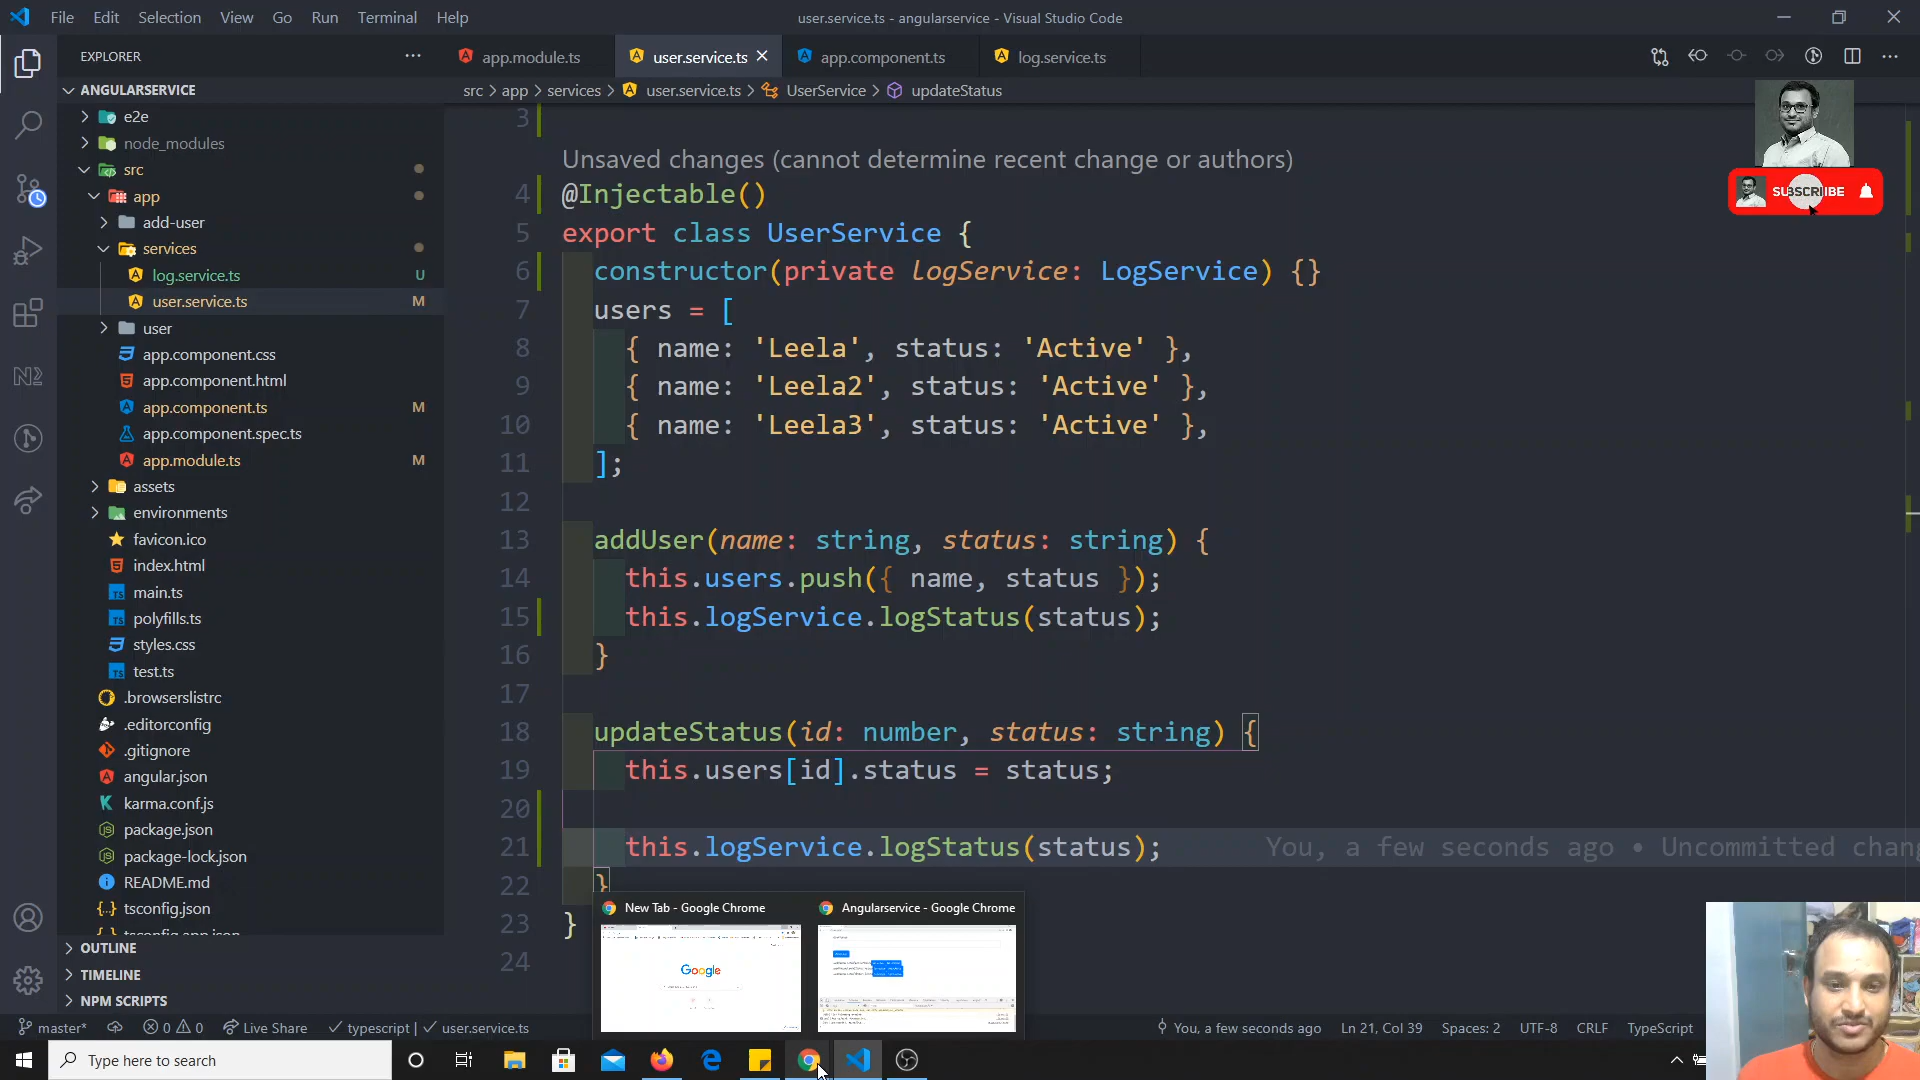 File Edit Selection View Go Run Terminal Help
user.service.ts - angularservice - Visual Studio Code
EXPLORER
app.module.ts user.service.ts app.component.ts log.service.ts
ANGULARSERVICE
src > app > services > user.service.ts > UserService > updateStatus
e2e
node_modules
src
app
add-user
services
log.service.ts U
user.service.ts M
user
app.component.css
app.component.html
app.component.ts M
app.component.spec.ts
app.module.ts M
assets
environments
favicon.ico
index.html
main.ts
polyfills.ts
styles.css
test.ts
.browserslistrc
.editorconfig
.gitignore
angular.json
karma.conf.js
package.json
package-lock.json
README.md
tsconfig.json
tsconfig.app.json
OUTLINE
TIMELINE
NPM SCRIPTS
3
Unsaved changes (cannot determine recent change or authors)
4 @Injectable()
5 export class UserService {
6 constructor(private logService: LogService) {}
7 users = [
8 { name: 'Leela', status: 'Active' },
9 { name: 'Leela2', status: 'Active' },
10 { name: 'Leela3', status: 'Active' },
11 ];
12
13 addUser(name: string, status: string) {
14 this.users.push({ name, status });
15 this.logService.logStatus(status);
16 }
17
18 updateStatus(id: number, status: string) {
19 this.users[id].status = status;
20
21 this.logService.logStatus(status); You, a few seconds ago • Uncommitted chang
22 }
23 }
24
SUBSCRIBE
New Tab - Google Chrome
Angularservice - Google Chrome
Google
master* 0 0 Live Share typescript | user.service.ts
You, a few seconds ago Ln 21, Col 39 Spaces: 2 UTF-8 CRLF TypeScript
Type here to search